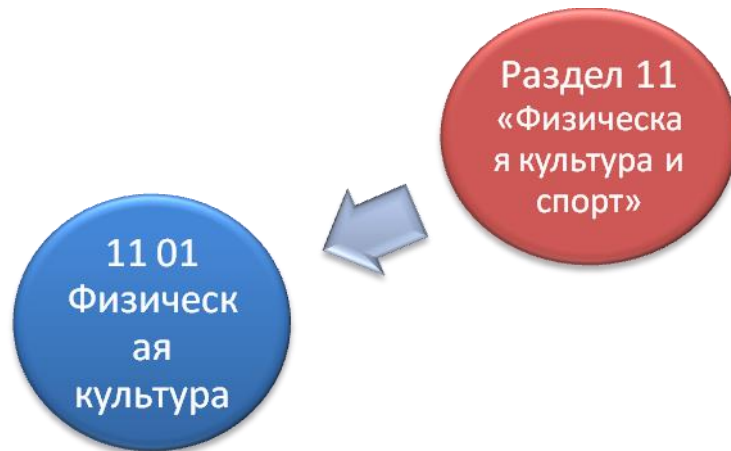 Раздел 11
«Физическа
я культура и
спорт»
11 01
Физическ
ая
культура